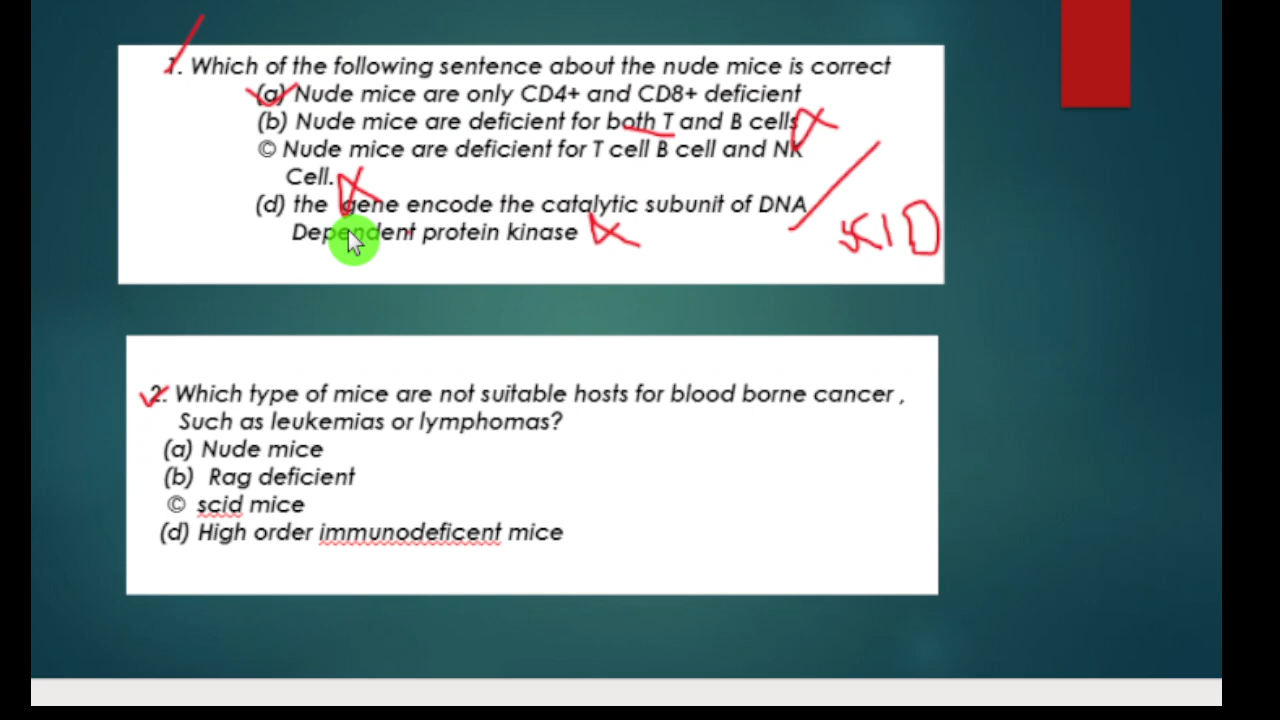 1. Which of the following sentence about the nude mice is correct
(a) Nude mice are only CD4+ and CD8+ deficient
(b) Nude mice are deficient for both T and B cells
© Nude mice are deficient for T cell B cell and NK
Cell.
(d) the gene encode the catalytic subunit of DNA
Dependent protein kinase
SCID
2. Which type of mice are not suitable hosts for blood borne cancer ,
Such as leukemias or lymphomas?
(a) Nude mice
(b) Rag deficient
© scid mice
(d) High order immunodeficent mice